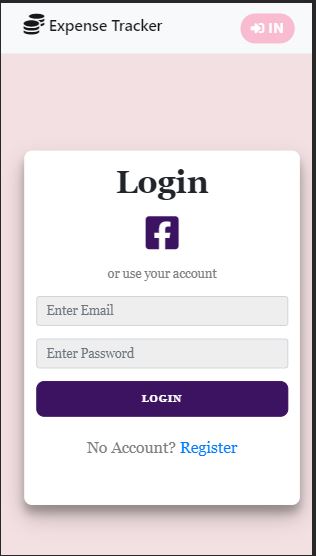 Expense Tracker
IN
Login
or use your account
Enter Email
Enter Password
LOGIN
No Account? Register